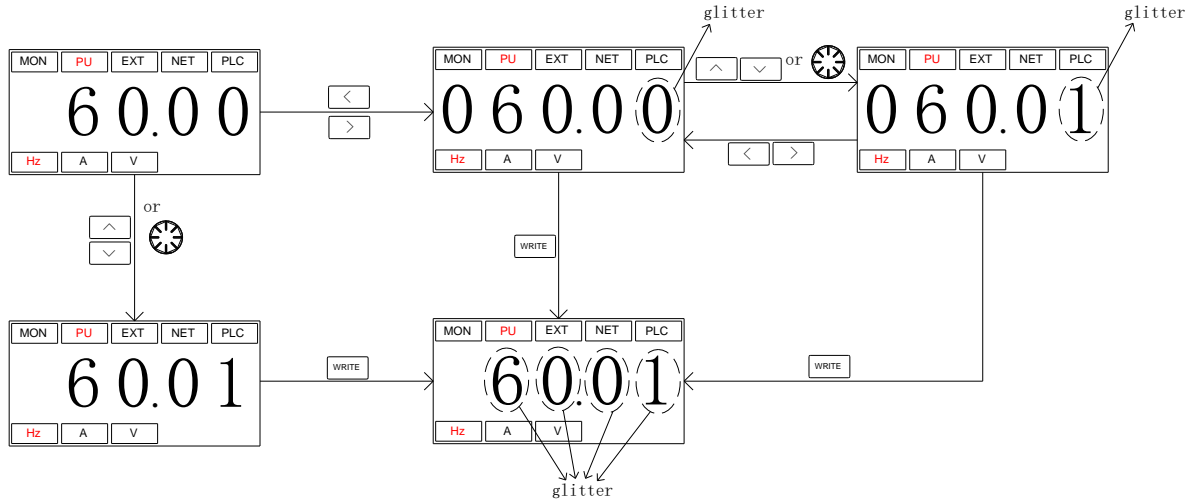 glitter
glitter
MON PU EXT NET PLC
60.00
Hz A V
MON PU EXT NET PLC
060.00
Hz A V
or
MON PU EXT NET PLC
060.01
Hz A V
or
WRITE
MON PU EXT NET PLC
60.01
Hz A V
WRITE
MON PU EXT NET PLC
60.01
Hz A V
WRITE
glitter